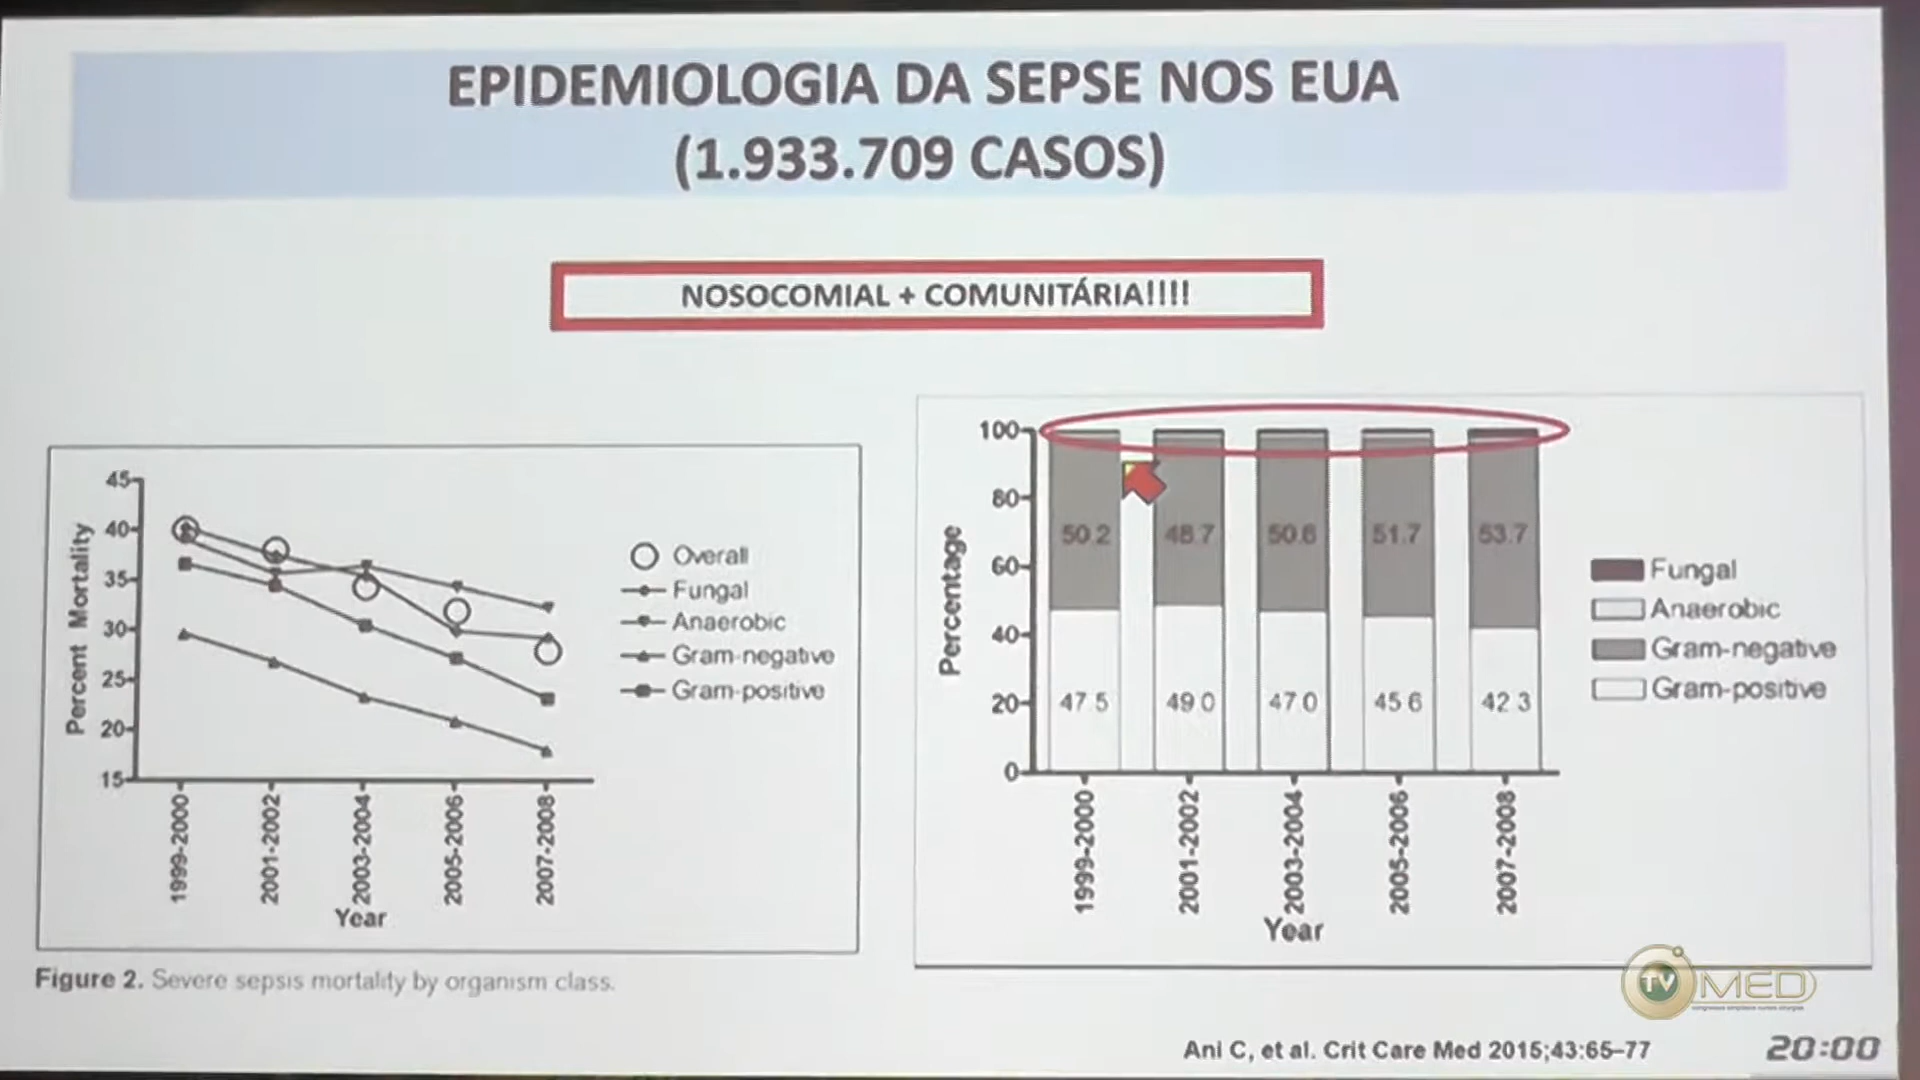 EPIDEMIOLOGIA DA SEPSE NOS EUA
(1.933.709 CASOS)
NOSOCOMIAL + COMUNITÁRIA!!!!
Percent Mortality
45
40
35
30
25
20
15
1999-2000
2001-2002
2003-2004
2005-2006
2007-2008
Year
Overall
Fungal
Anaerobic
Gram-negative
Gram-positive
Figure 2. Severe sepsis mortality by organism class.
Percentage
100
80
60
40
20
0
50.2
48.7
50.6
51.7
53.7
47.5
49.0
47.0
45.6
42.3
1999-2000
2001-2002
2003-2004
2005-2006
2007-2008
Year
Fungal
Anaerobic
Gram-negative
Gram-positive
TV MED
Ani C, et al. Crit Care Med 2015;43:65–77
20:00